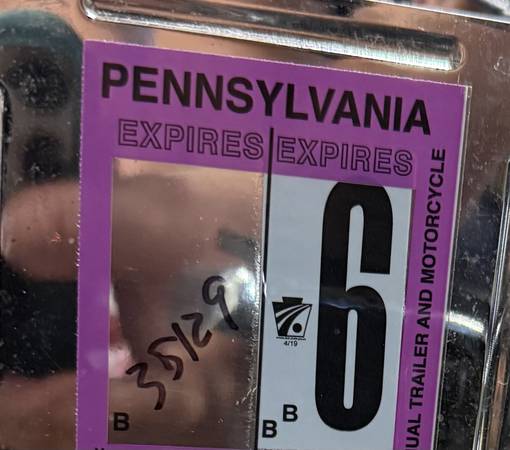 PENNSYLVANIA
EXPIRES EXPIRES
6
35129
4/19
B B B
UAL TRAILER AND MOTORCYCLE